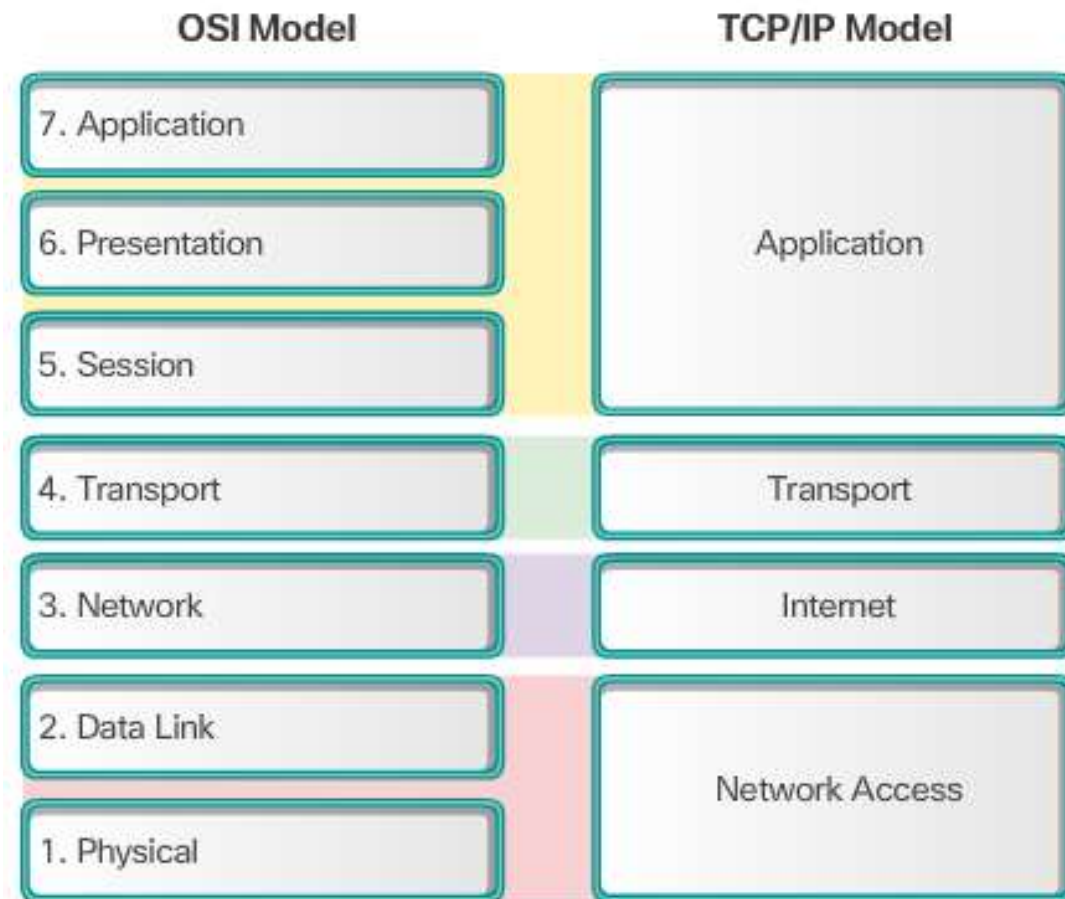 OSI Model
TCP/IP Model
7. Application
6. Presentation
Application
5. Session
4. Transport
Transport
3. Network
Internet
2. Data Link
Network Access
1. Physical